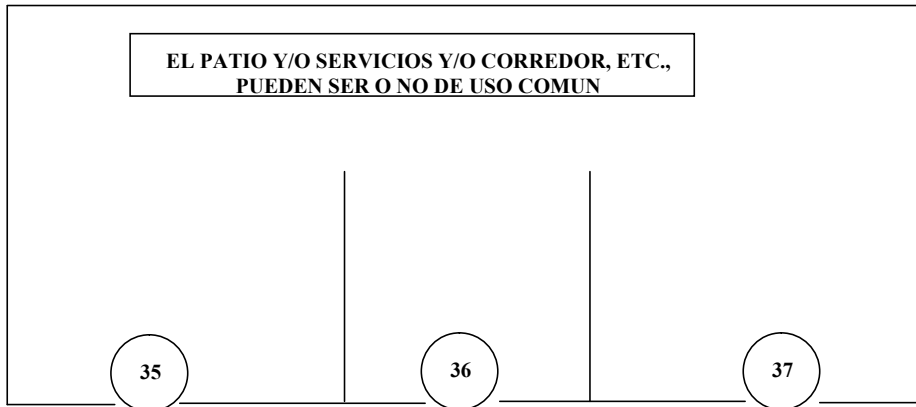 EL PATIO Y/O SERVICIOS Y/O CORREDOR, ETC.,
PUEDEN SER O NO DE USO COMUN
35
36
37